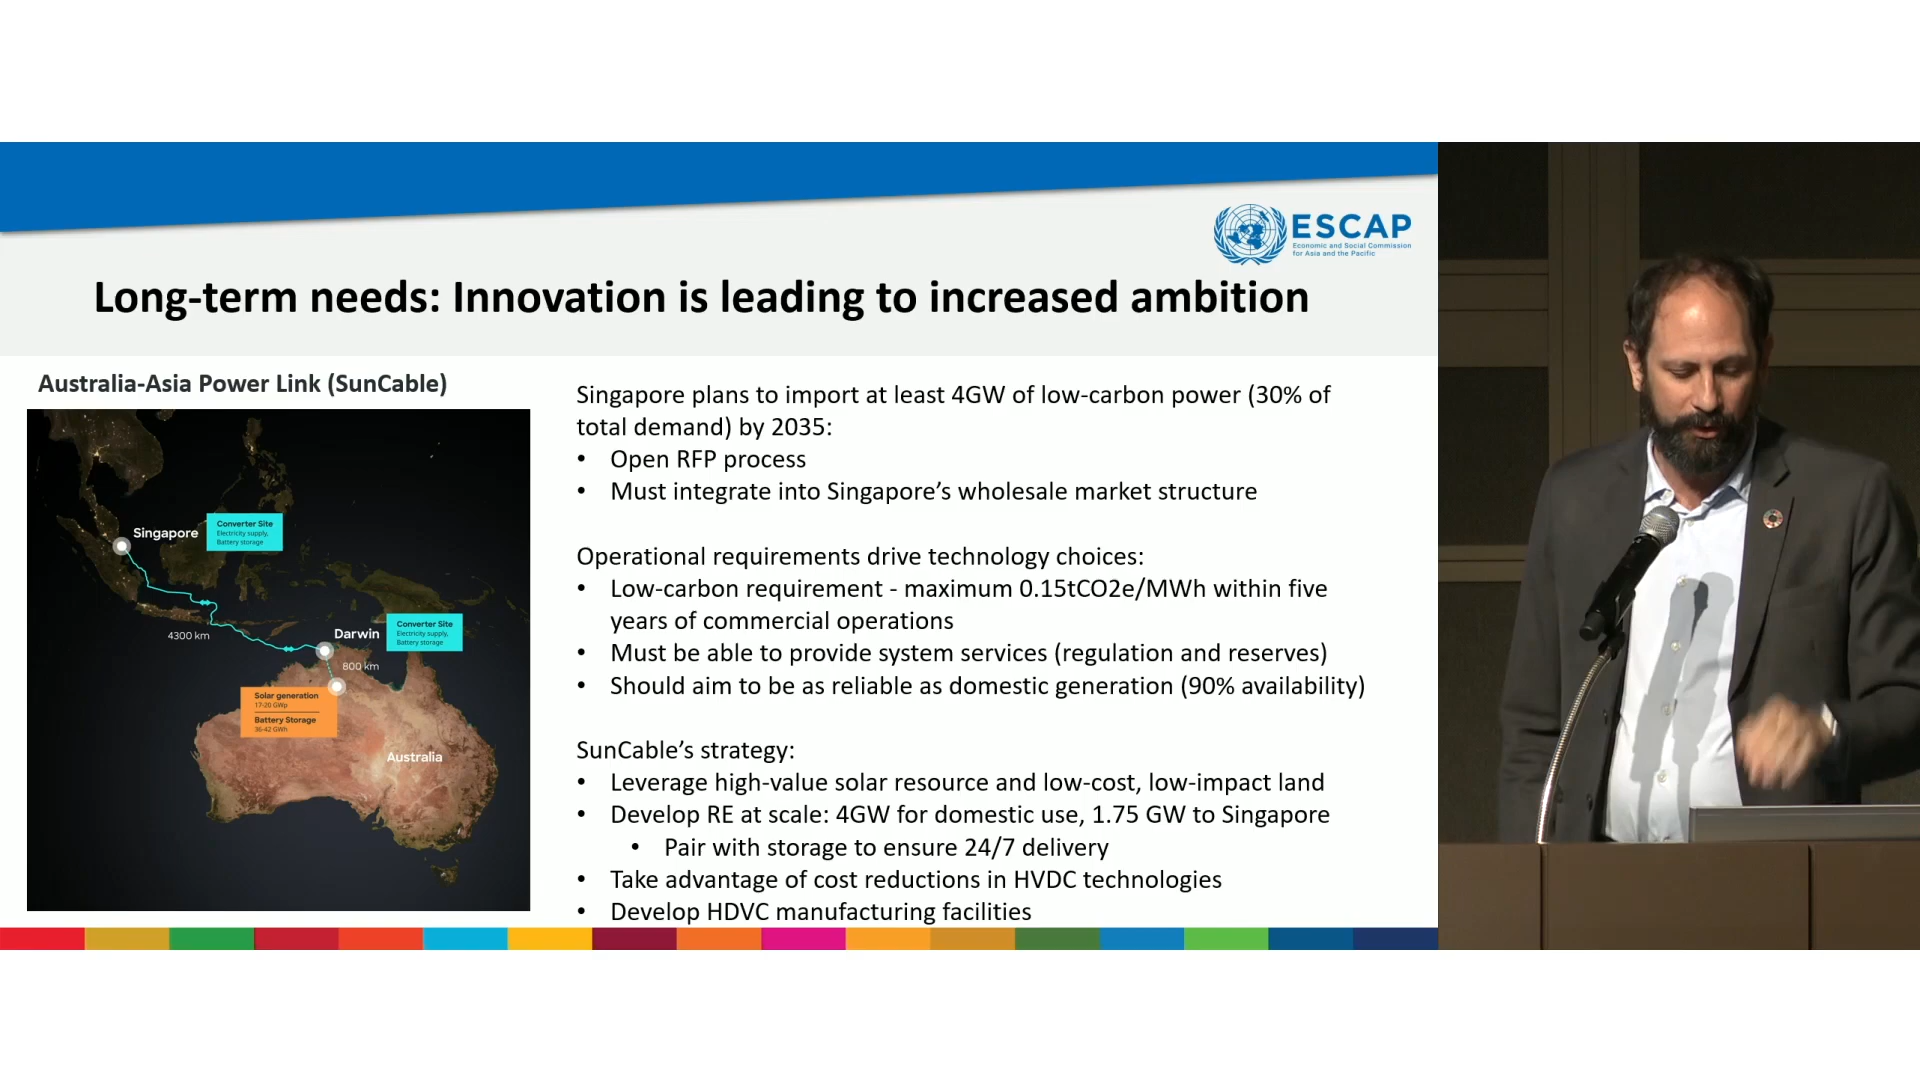 ESCAP
Economic and Social Commission
for Asia and the Pacific
Long-term needs: Innovation is leading to increased ambition
Australia-Asia Power Link (SunCable)
Singapore
Converter Site
Electricity supply,
Battery storage
4300 km
Darwin
Converter Site
Electricity supply,
Battery storage
800 km
Solar generation
17-20 GWp
Battery Storage
36-42 GWh
Australia
Singapore plans to import at least 4GW of low-carbon power (30% of
total demand) by 2035:
• Open RFP process
• Must integrate into Singapore’s wholesale market structure
Operational requirements drive technology choices:
• Low-carbon requirement - maximum 0.15tCO2e/MWh within five
years of commercial operations
• Must be able to provide system services (regulation and reserves)
• Should aim to be as reliable as domestic generation (90% availability)
SunCable’s strategy:
• Leverage high-value solar resource and low-cost, low-impact land
• Develop RE at scale: 4GW for domestic use, 1.75 GW to Singapore
• Pair with storage to ensure 24/7 delivery
• Take advantage of cost reductions in HVDC technologies
• Develop HDVC manufacturing facilities